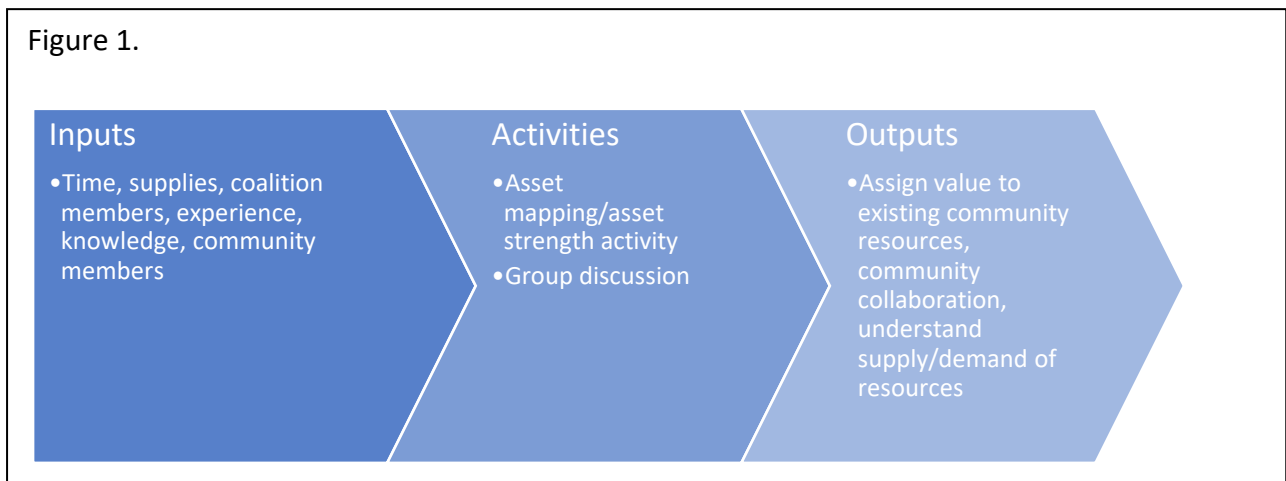 Figure 1.
Inputs
•Time, supplies, coalition
members, experience,
knowledge, community
members
Activities
•Asset
mapping/asset
strength activity
•Group discussion
Outputs
•Assign value to
existing community
resources,
community
collaboration,
understand
supply/demand of
resources